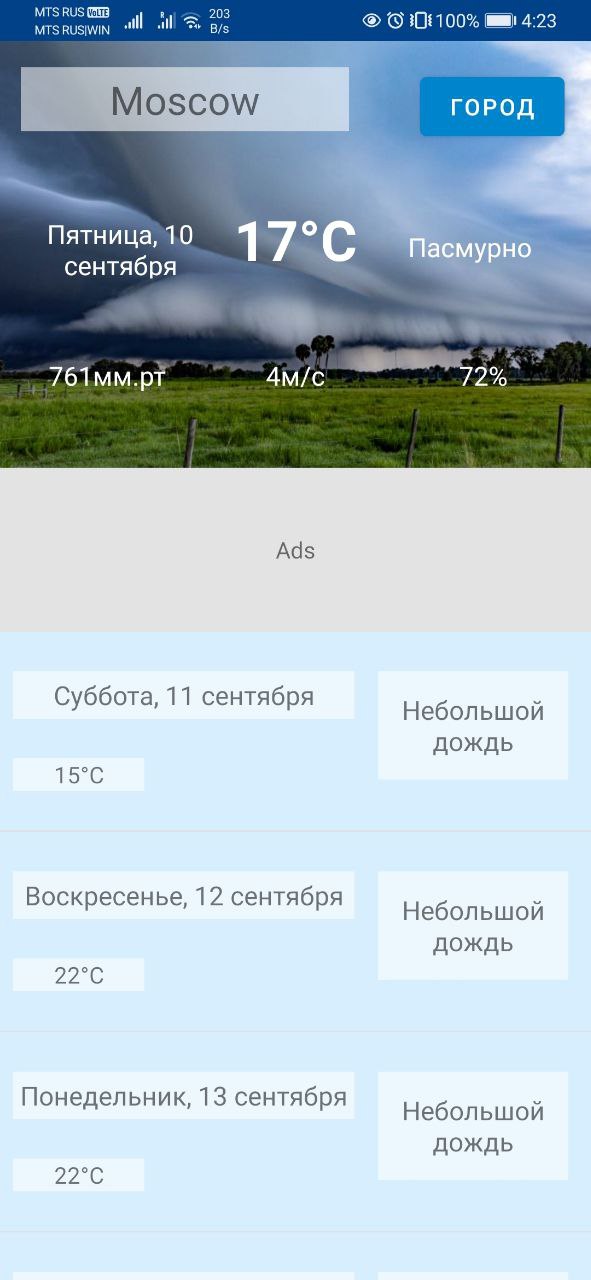 MTS RUS VoLTE
MTS RUS|WIN
R
203
B/s
100%
4:23
Moscow
ГОРОД
Пятница, 10
сентября
17°C
Пасмурно
761мм.рт
4м/с
72%
Ads
Суббота, 11 сентября
Небольшой
дождь
15°C
Воскресенье, 12 сентября
Небольшой
дождь
22°C
Понедельник, 13 сентября
Небольшой
дождь
22°C